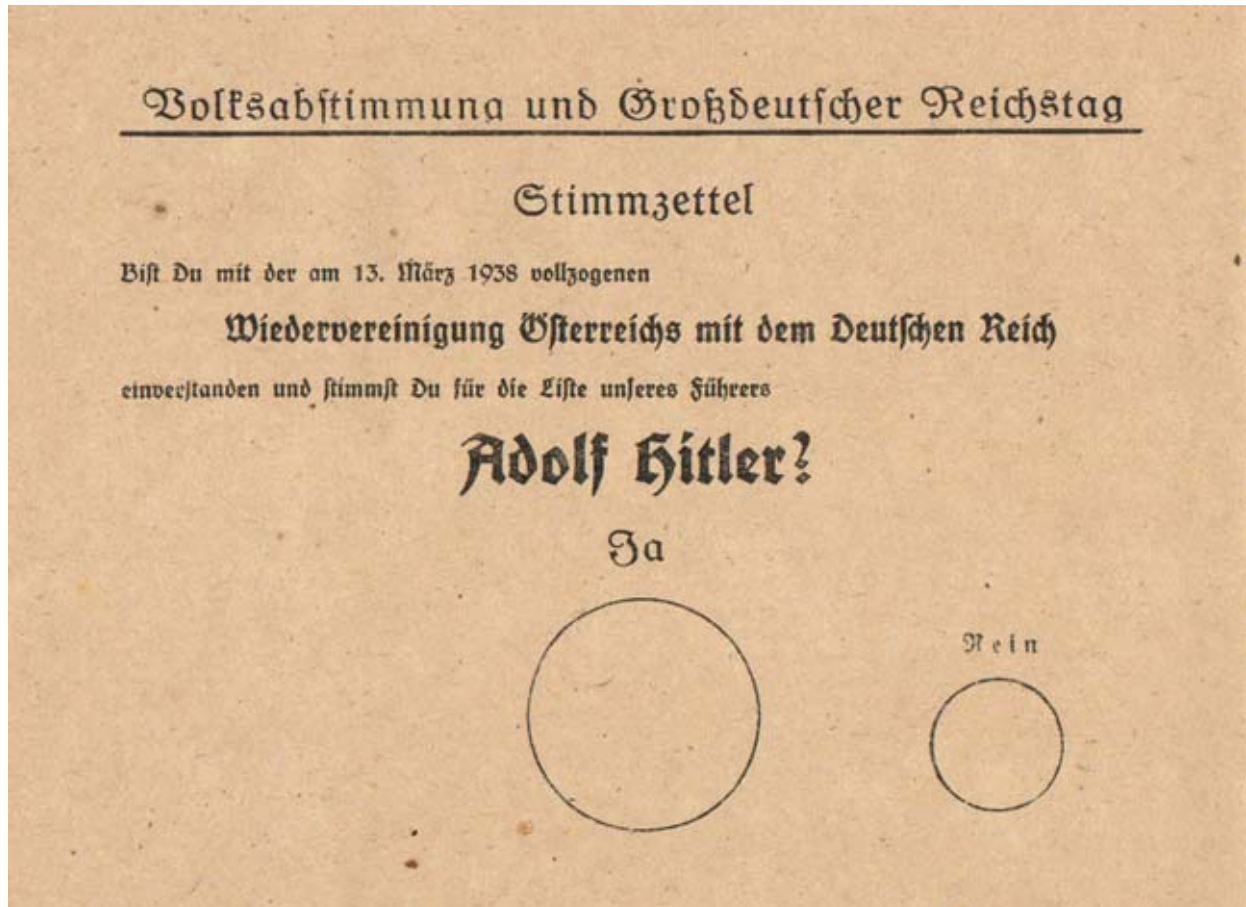 Volksabstimmung und Großdeutscher Reichstag
Stimmzettel
Bist Du mit der am 13. März 1938 vollzogenen
Wiedervereinigung Österreichs mit dem Deutschen Reich
einverstanden und stimmst Du für die Liste unseres Führers
Adolf Hitler?
Ja
Nein